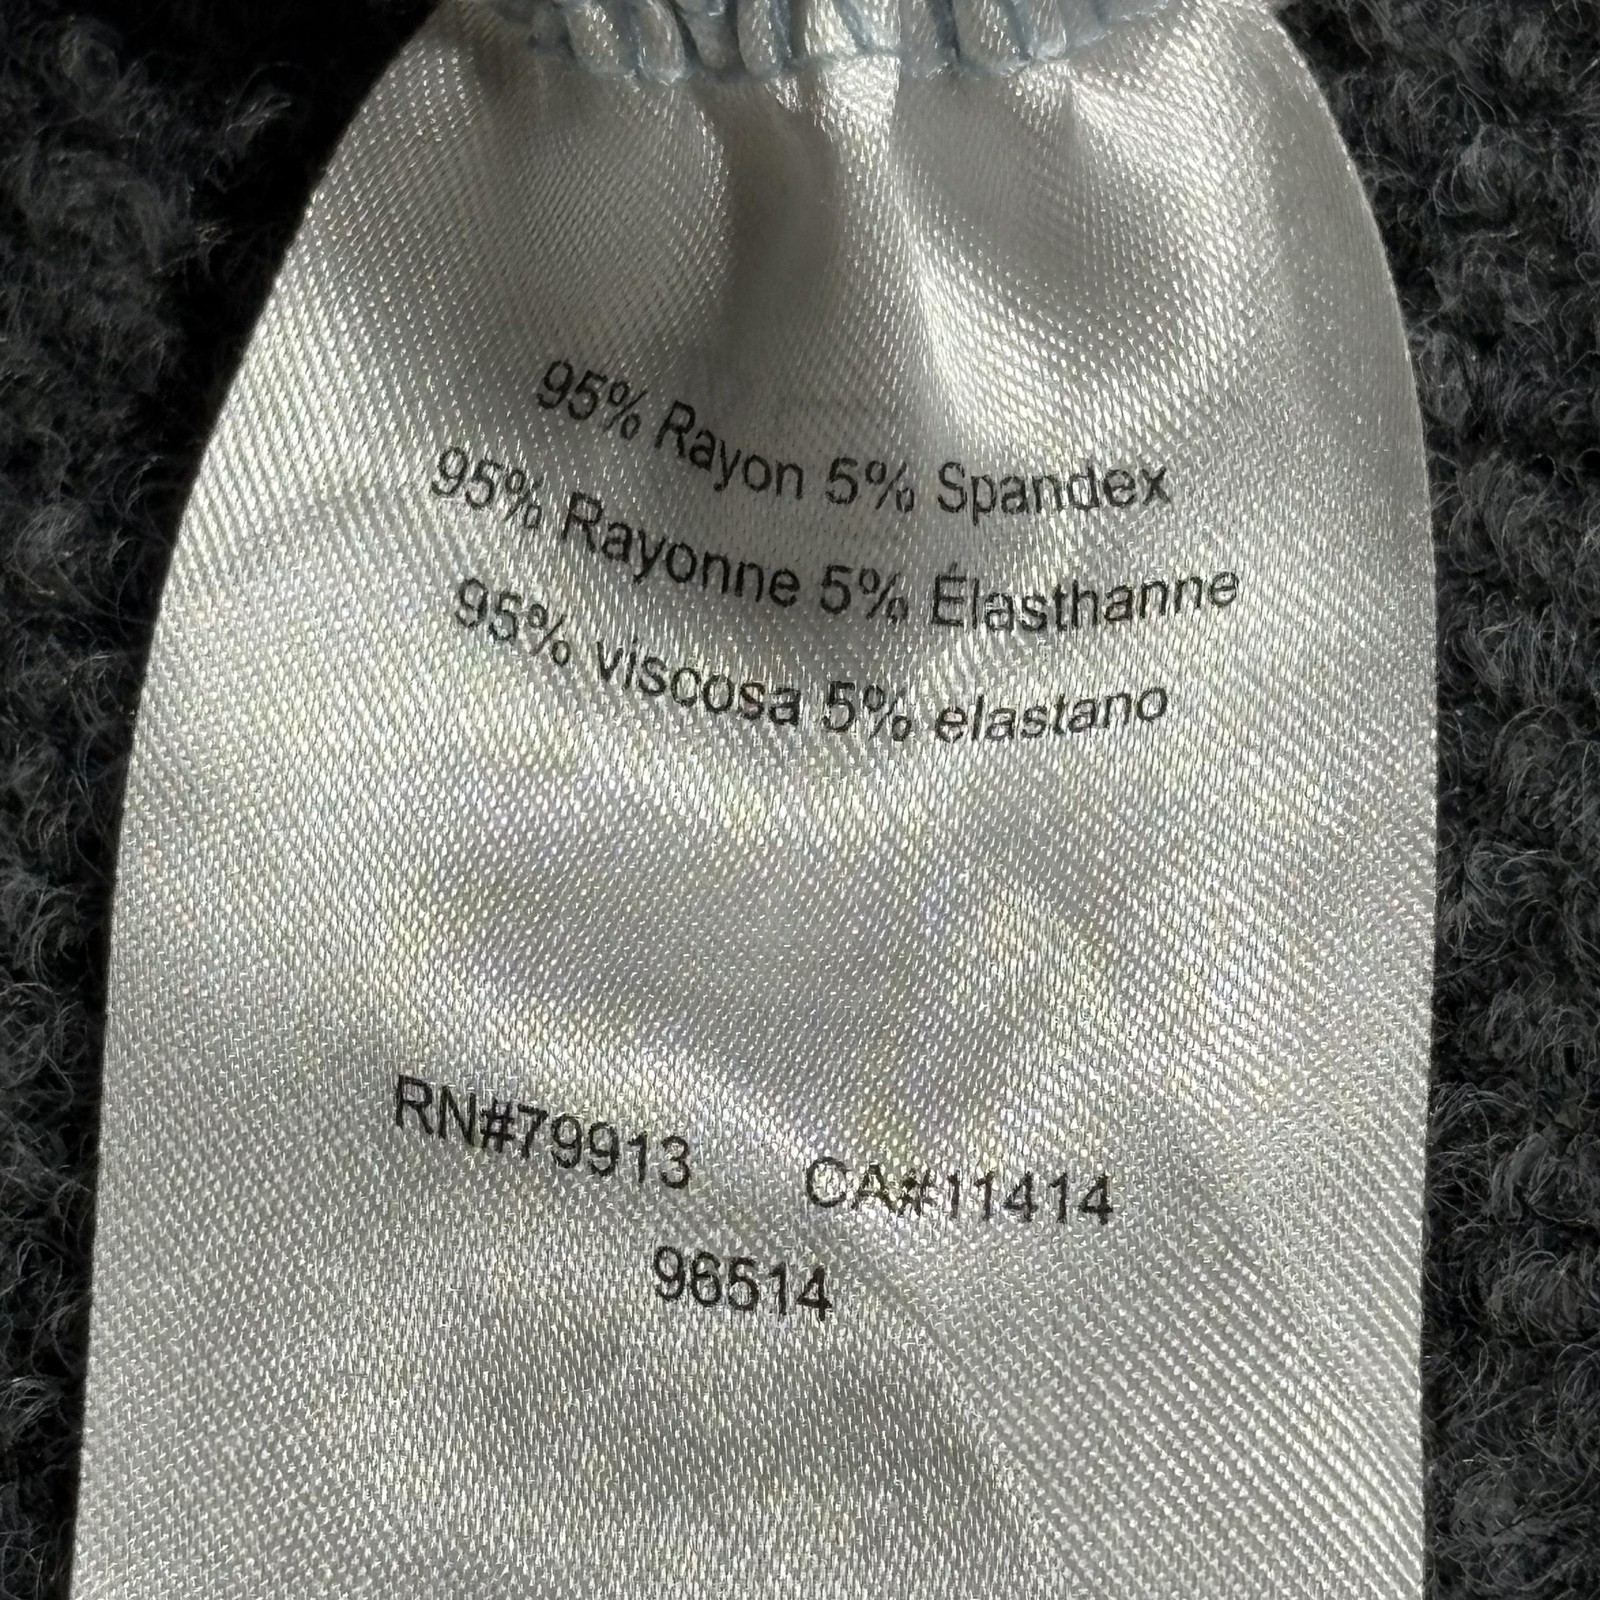 95% Rayon 5% Spandex
95% Rayonne 5% Élasthanne
95% viscosa 5% elastano
RN#79913 CA#11414
96514